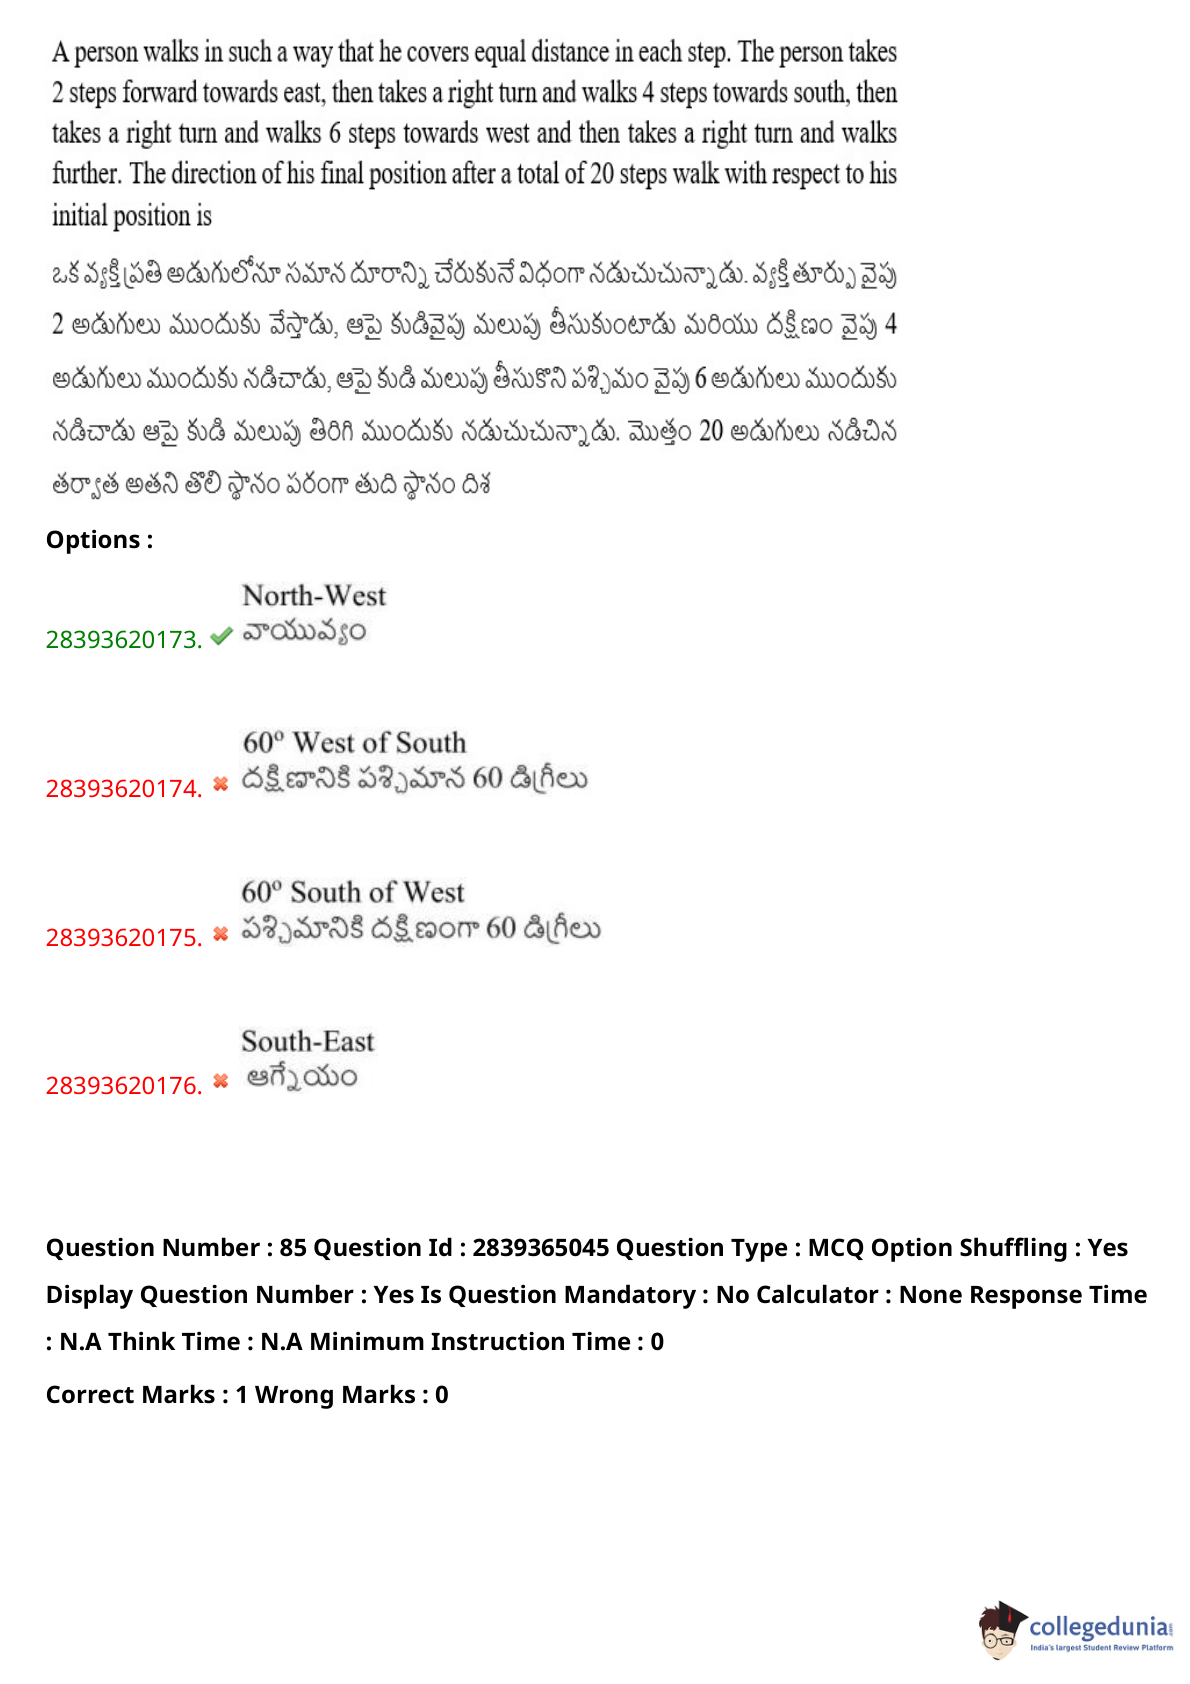 A person walks in such a way that he covers equal distance in each step. The person takes
2 steps forward towards east, then takes a right turn and walks 4 steps towards south, then
takes a right turn and walks 6 steps towards west and then takes a right turn and walks
further. The direction of his final position after a total of 20 steps walk with respect to his
initial position is
ఒక వ్యక్తి ప్రతి అడుగులోనూ సమాన దూరాన్ని చేరుకునే విధంగా నడుచుచున్నాడు. వ్యక్తి తూర్పు వైపు
2 అడుగులు ముందుకు వేస్తాడు, ఆపై కుడివైపు మలుపు తీసుకుంటాడు మరియు దక్షిణం వైపు 4
అడుగులు ముందుకు నడిచాడు, ఆపై కుడి మలుపు తీసుకొని పశ్చిమం వైపు 6 అడుగులు ముందుకు
నడిచాడు ఆపై కుడి మలుపు తిరిగి ముందుకు నడుచుచున్నాడు. మొత్తం 20 అడుగులు నడిచిన
తర్వాత అతని తొలి స్థానం పరంగా తుది స్థానం దిశ
Options :
North-West
28393620173. వాయువ్యం
60º West of South
28393620174. దక్షిణానికి పశ్చిమాన 60 డిగ్రీలు
60º South of West
28393620175. పశ్చిమానికి దక్షిణంగా 60 డిగ్రీలు
South-East
28393620176. ఆగ్నేయం
Question Number : 85 Question Id : 2839365045 Question Type : MCQ Option Shuffling : Yes
Display Question Number : Yes Is Question Mandatory : No Calculator : None Response Time
: N.A Think Time : N.A Minimum Instruction Time : 0
Correct Marks : 1 Wrong Marks : 0
collegedunia.com
India's largest Student Review Platform